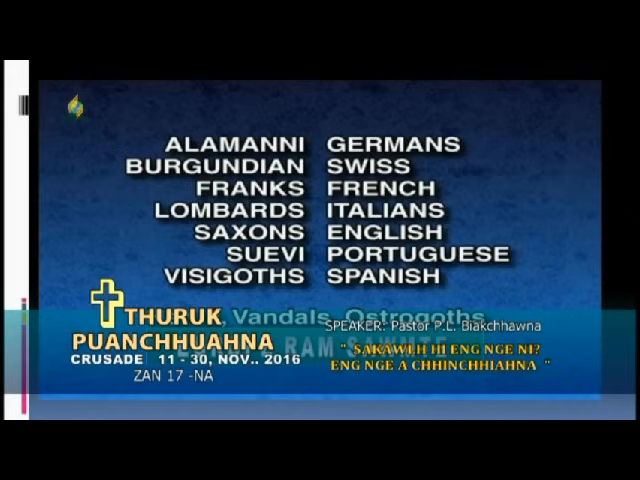 ALAMANNI GERMANS
BURGUNDIAN SWISS
FRANKS FRENCH
LOMBARDS ITALIANS
SAXONS ENGLISH
SUEVI PORTUGUESE
VISIGOTHS SPANISH
, Vandals, Ostrogoths
RAM
THURUK
PUANCHHUAHNA
CRUSADE 11 - 30, NOV.. 2016
ZAN 17 -NA
SPEAKER: Pastor P.L. Biakchhawna
" SAKAWLH HI ENG NGE NI?
ENG NGE A CHHINCHHIAHNA "